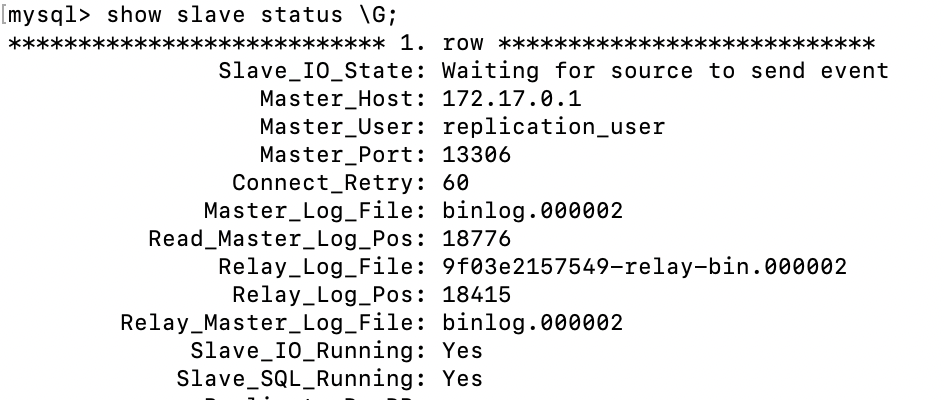 [mysql> show slave status \G;
*************************** 1. row ***************************
Slave_IO_State: Waiting for source to send event
Master_Host: 172.17.0.1
Master_User: replication_user
Master_Port: 13306
Connect_Retry: 60
Master_Log_File: binlog.000002
Read_Master_Log_Pos: 18776
Relay_Log_File: 9f03e2157549-relay-bin.000002
Relay_Log_Pos: 18415
Relay_Master_Log_File: binlog.000002
Slave_IO_Running: Yes
Slave_SQL_Running: Yes